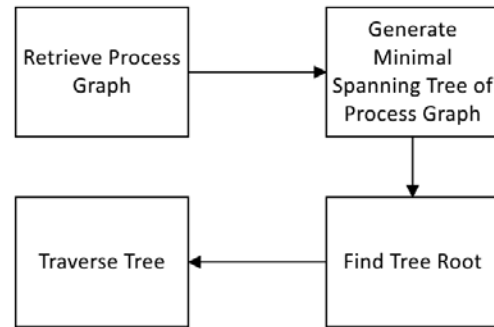 Retrieve Process
Graph
Generate
Minimal
Spanning Tree of
Process Graph
Find Tree Root
Traverse Tree